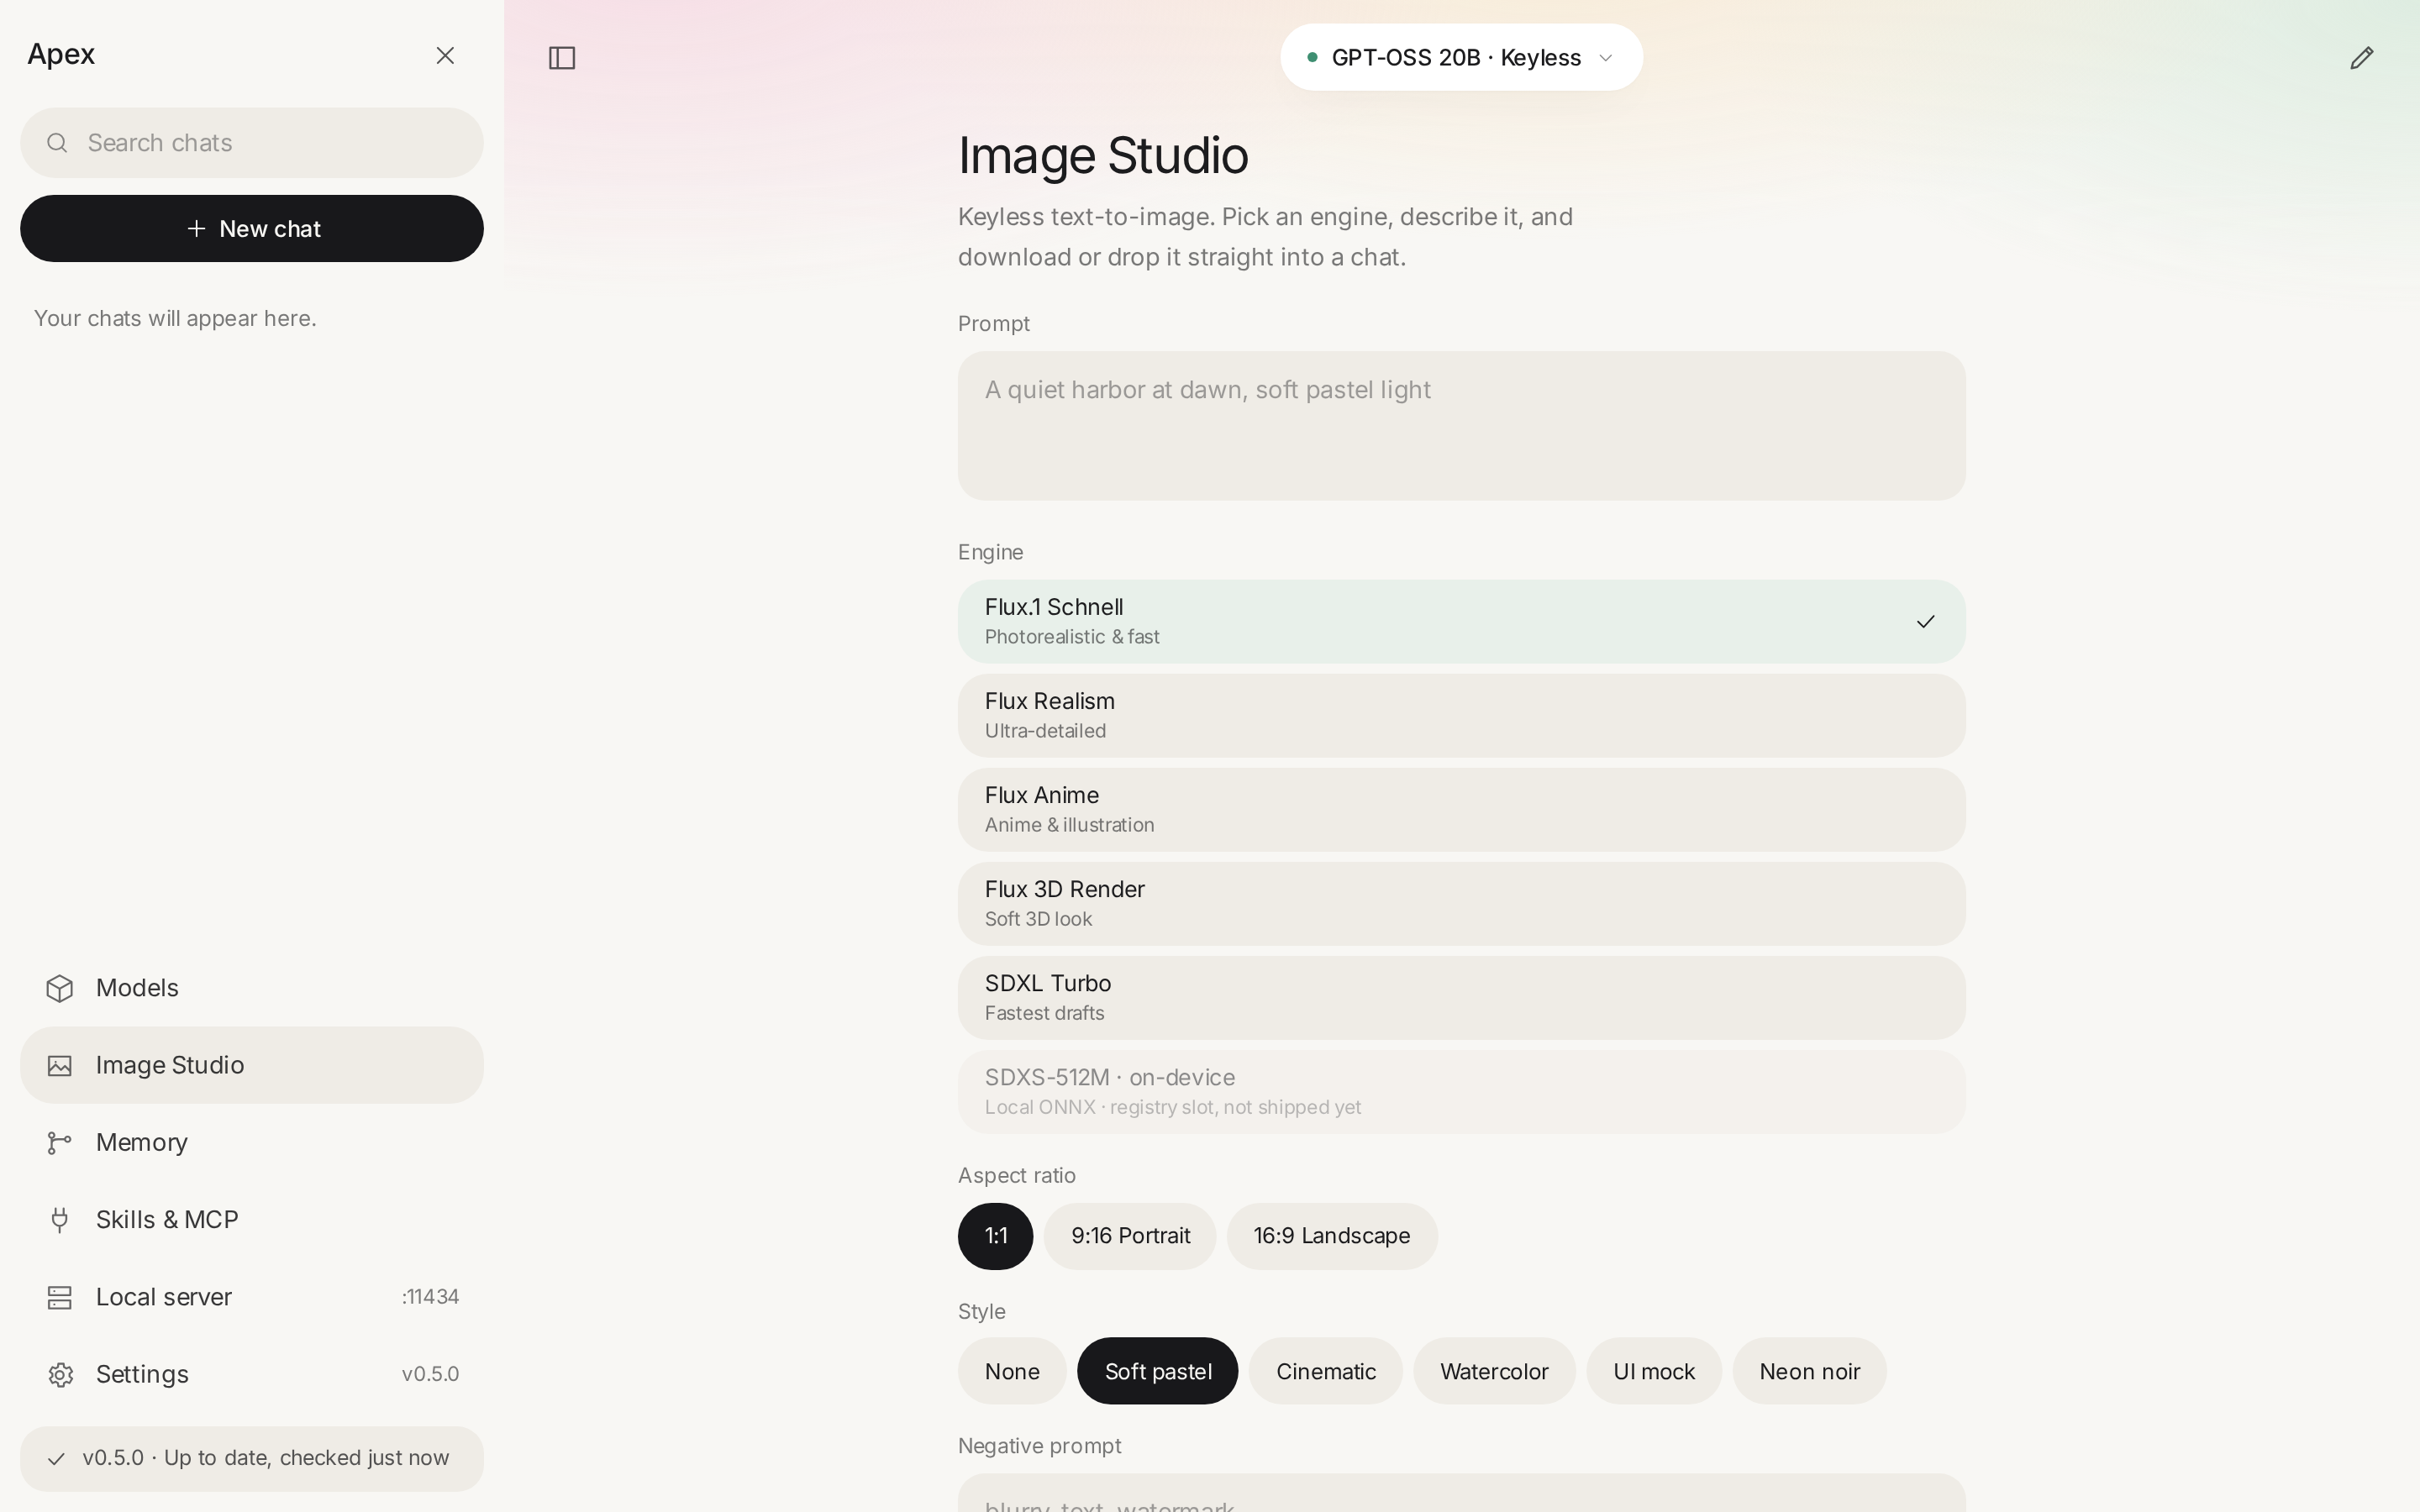 Apex
Search chats
New chat
Your chats will appear here.
Models
Image Studio
Memory
Skills & MCP
Local server
:11434
Settings
v0.5.0
v0.5.0 · Up to date, checked just now
GPT-OSS 20B · Keyless
Image Studio
Keyless text-to-image. Pick an engine, describe it, and
download or drop it straight into a chat.
Prompt
A quiet harbor at dawn, soft pastel light
Engine
Flux.1 Schnell
Photorealistic & fast
Flux Realism
Ultra-detailed
Flux Anime
Anime & illustration
Flux 3D Render
Soft 3D look
SDXL Turbo
Fastest drafts
SDXS-512M · on-device
Local ONNX · registry slot, not shipped yet
Aspect ratio
1:1
9:16 Portrait
16:9 Landscape
Style
None
Soft pastel
Cinematic
Watercolor
UI mock
Neon noir
Negative prompt
blurry, text, watermark